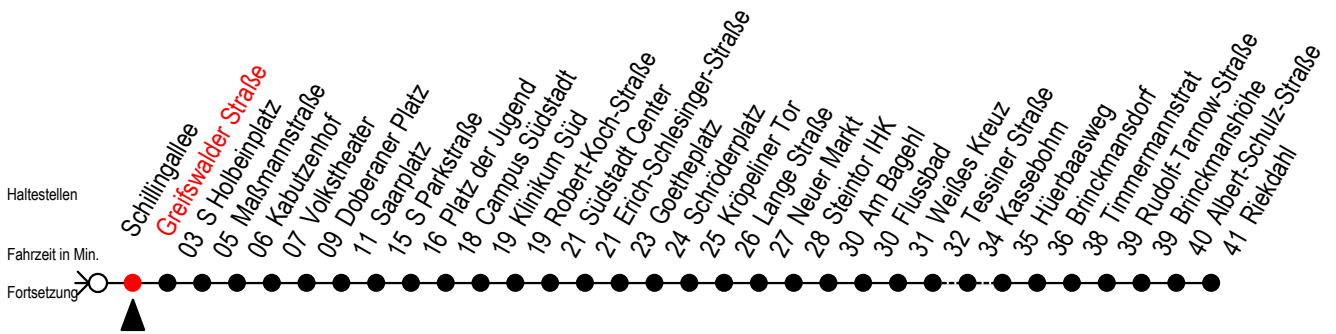 Haltestellen
Fahrzeit in Min.
Fortsetzung
Schillingallee
Greifswalder Straße
03 S Holbeinplatz
05 Maßmannstraße
06 Kabutzenhof
07 Volkstheater
09 Doberaner Platz
11 Saarplatz
15 S Parkstraße
16 Platz der Jugend
18 Campus Südstadt
19 Klinikum Süd
19 Robert-Koch-Straße
21 Südstadt Center
21 Erich-Schlesinger-Straße
23 Goetheplatz
24 Schröderplatz
25 Kröpeliner Tor
26 Lange Straße
27 Neuer Markt
28 Steintor IHK
30 Am Bagehl
30 Flussbad
31 Weißes Kreuz
32 Tessiner Straße
34 Kassebohm
35 Hüerbaasweg
36 Brinckmansdorf
38 Timmermannstrat
39 Rudolf-Tarnow-Straße
39 Brinckmanshöhe
40 Albert-Schulz-Straße
41 Riekdahl